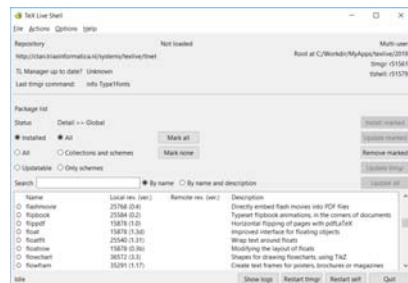 TeX Live Shell
File Actions Options Help
Repository Not loaded Multi-user
http://ctan.triasinformatica.nl/systems/texlive/tlnet Root at C:/Workdir/MyApps/texlive/2019
tlmgr: r51561
TL Manager up to date? Unknown tlshell: r51579
Last tlmgr command: info Type1fonts
Package list
Status Detail >> Global Install marked
Installed All Mark all Update marked
All Collections and schemes Mark none Remove marked
Updatable Only schemes Update tlmgr
Search By name By name and description Update all
Name Local rev. (ver.) Remote rev. (ver.) Description
flashmovie 25768 (0.4) Directly embed flash movies into PDF files
flipbook 25584 (0.2) Typeset flipbook animations, in the corners of documents
flippdf 15878 (1.0) Horizontal flipping of pages with pdfLaTeX
float 15878 (1.3d) Improved interface for floating objects
floatflt 25540 (1.31) Wrap text around floats
floatrow 15878 (0.3b) Modifying the layout of floats
flowchart 36572 (3.3) Shapes for drawing flowcharts, using TikZ
flowfram 35291 (1.17) Create text frames for posters, brochures or magazines
Idle Show logs Restart tlmgr Restart self Quit